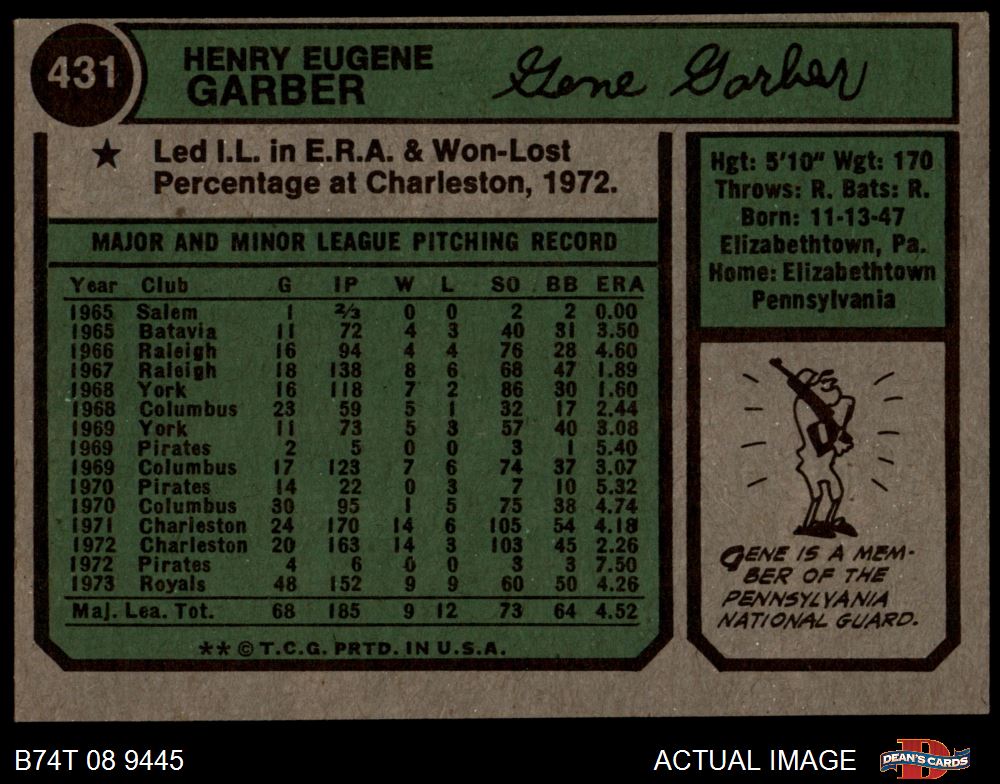 431
HENRY EUGENE
GARBER
Gene Garber
★ Led I.L. in E.R.A. & Won-Lost
Percentage at Charleston, 1972.
MAJOR AND MINOR LEAGUE PITCHING RECORD
Year Club G IP W L SO BB ERA
1965 Salem 1 2/3 0 0 2 2 0.00
1965 Batavia 11 72 4 3 40 31 3.50
1966 Raleigh 16 94 4 4 76 28 4.60
1967 Raleigh 18 138 8 6 68 47 1.89
1968 York 16 118 7 2 86 30 1.60
1968 Columbus 23 59 5 1 32 17 2.44
1969 York 11 73 5 3 57 40 3.08
1969 Pirates 2 5 0 0 3 1 5.40
1969 Columbus 17 123 7 6 74 37 3.07
1970 Pirates 14 22 0 3 7 10 5.32
1970 Columbus 30 95 1 5 75 38 4.74
1971 Charleston 24 170 14 6 105 54 4.18
1972 Charleston 20 163 14 3 103 45 2.26
1972 Pirates 4 6 0 0 3 3 7.50
1973 Royals 48 152 9 9 60 50 4.26
Maj. Lea. Tot. 68 185 9 12 73 64 4.52
** © T.C.G. PRTD. IN U.S.A.
Hgt: 5'10" Wgt: 170
Throws: R. Bats: R.
Born: 11-13-47
Elizabethtown, Pa.
Home: Elizabethtown
Pennsylvania
GENE IS A MEM-
BER OF THE
PENNSYLVANIA
NATIONAL GUARD.
B74T 08 9445
ACTUAL IMAGE
D
DEAN'S CARDS